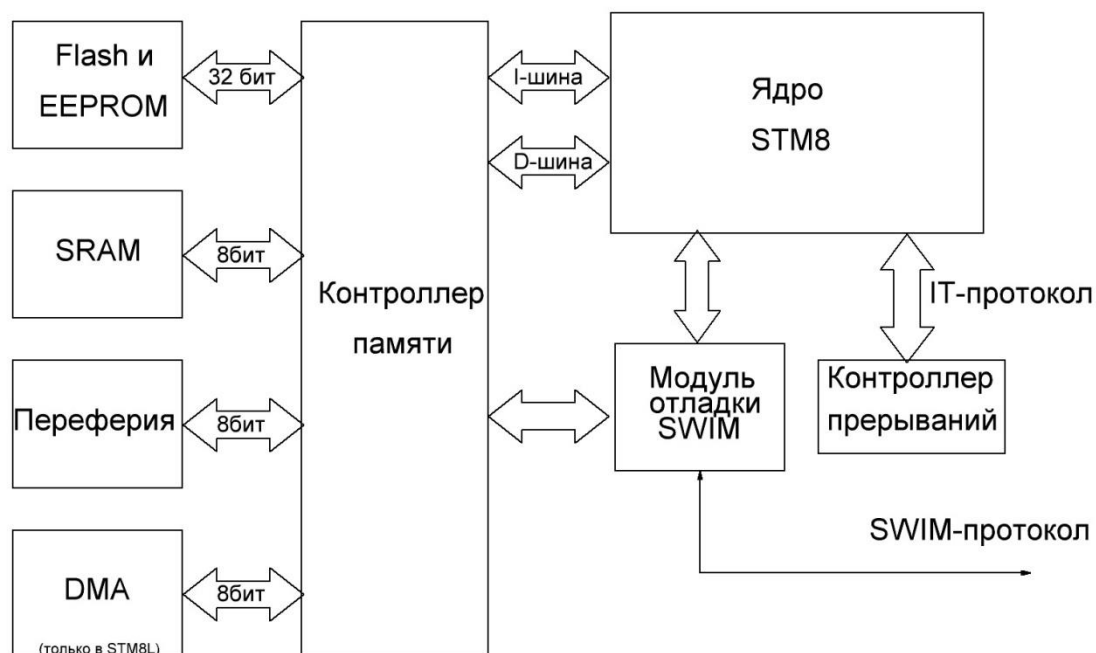 Flash и
EEPROM
32 бит
I-шина
Ядро
STM8
D-шина
SRAM
8бит
Контроллер
памяти
IT-протокол
Переферия
8бит
Модуль
отладки
SWIM
Контроллер
прерываний
SWIM-протокол
DMA
(только в STM8L)
8бит